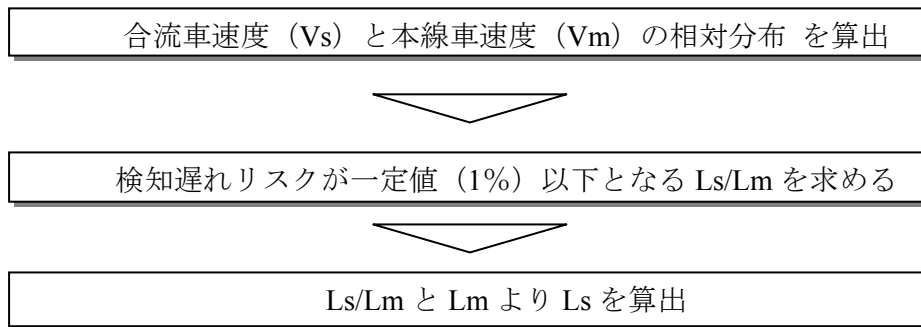 合流車速度（Vs）と本線車速度（Vm）の相対分布 を算出
検知遅れリスクが一定値（1%）以下となる Ls/Lm を求める
Ls/Lm と Lm より Ls を算出